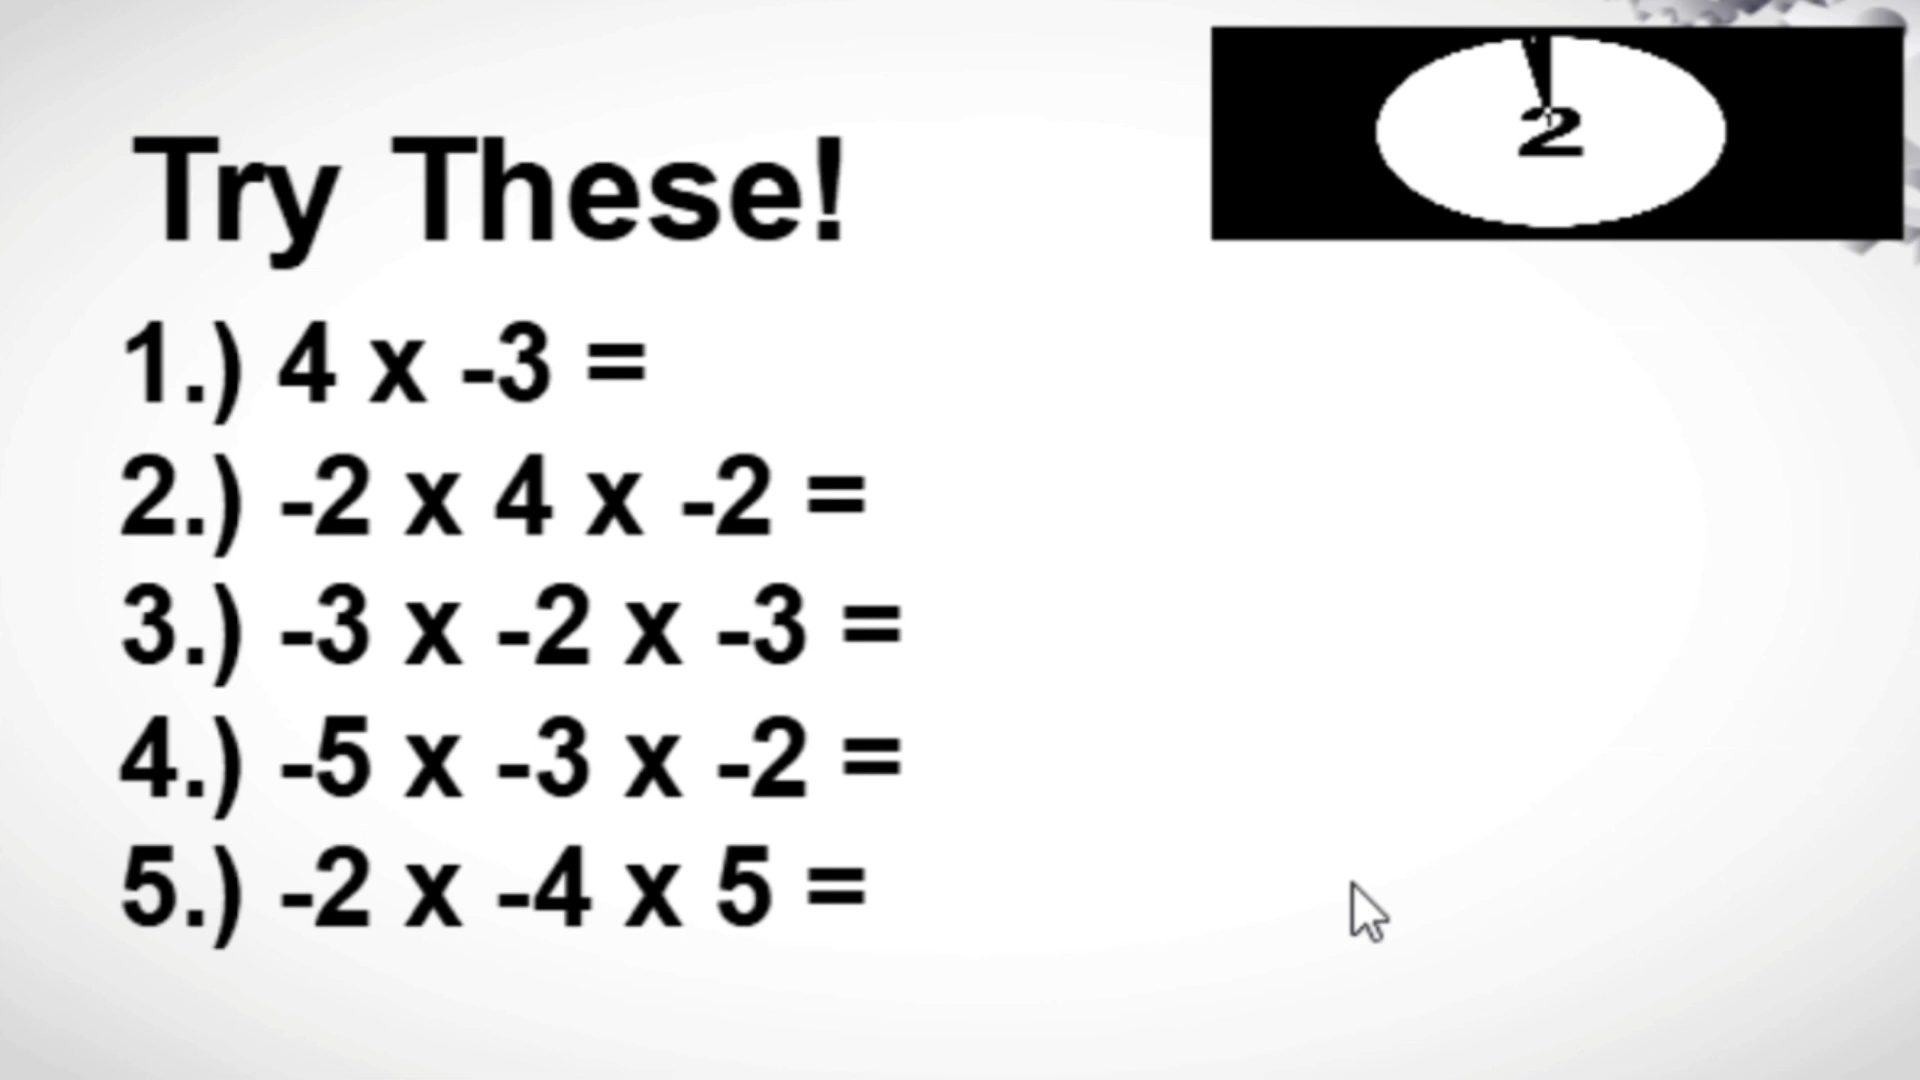 2
Try These!
1.) 4 x -3 =
2.) -2 x 4 x -2 =
3.) -3 x -2 x -3 =
4.) -5 x -3 x -2 =
5.) -2 x -4 x 5 =